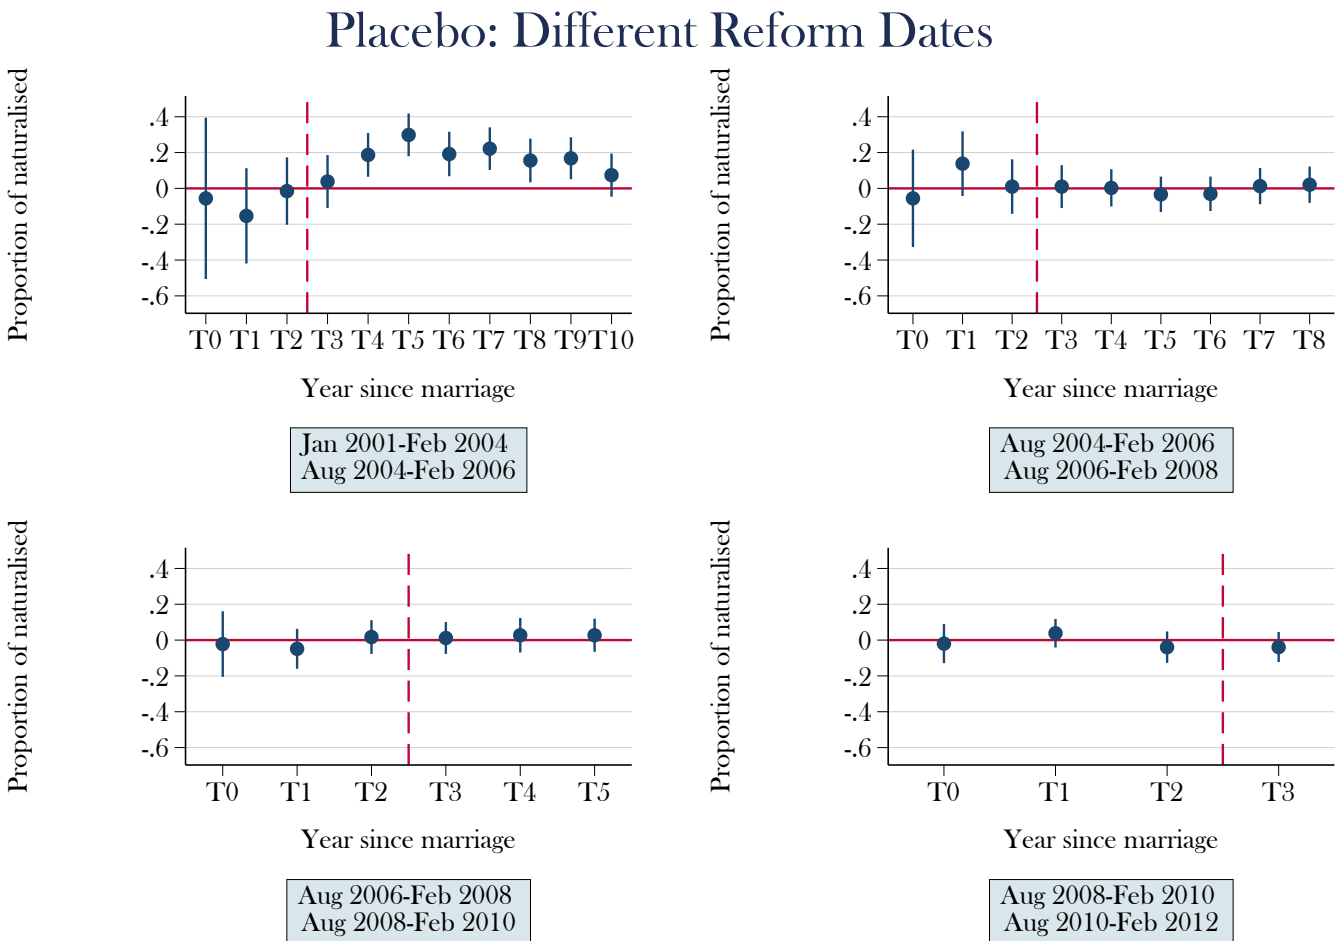 Placebo: Different Reform Dates
Proportion of naturalised
.4
.2
0
-.2
-.4
-.6
T0 T1 T2 T3 T4 T5 T6 T7 T8 T9 T10
Year since marriage
Jan 2001-Feb 2004
Aug 2004-Feb 2006
Proportion of naturalised
.4
.2
0
-.2
-.4
-.6
T0 T1 T2 T3 T4 T5 T6 T7 T8
Year since marriage
Aug 2004-Feb 2006
Aug 2006-Feb 2008
Proportion of naturalised
.4
.2
0
-.2
-.4
-.6
T0 T1 T2 T3 T4 T5
Year since marriage
Aug 2006-Feb 2008
Aug 2008-Feb 2010
Proportion of naturalised
.4
.2
0
-.2
-.4
-.6
T0 T1 T2 T3
Year since marriage
Aug 2008-Feb 2010
Aug 2010-Feb 2012